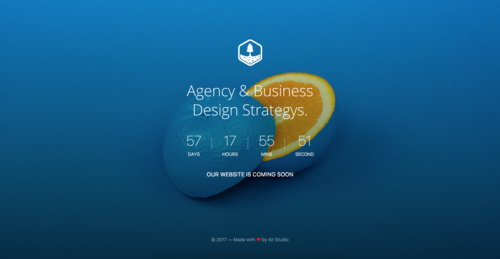 Agency & Business
Design Strategys.
57 17 55 51
DAYS HOURS MINS SECOND
OUR WEBSITE IS COMING SOON
© 2017 — Made with ❤ by Air Studio